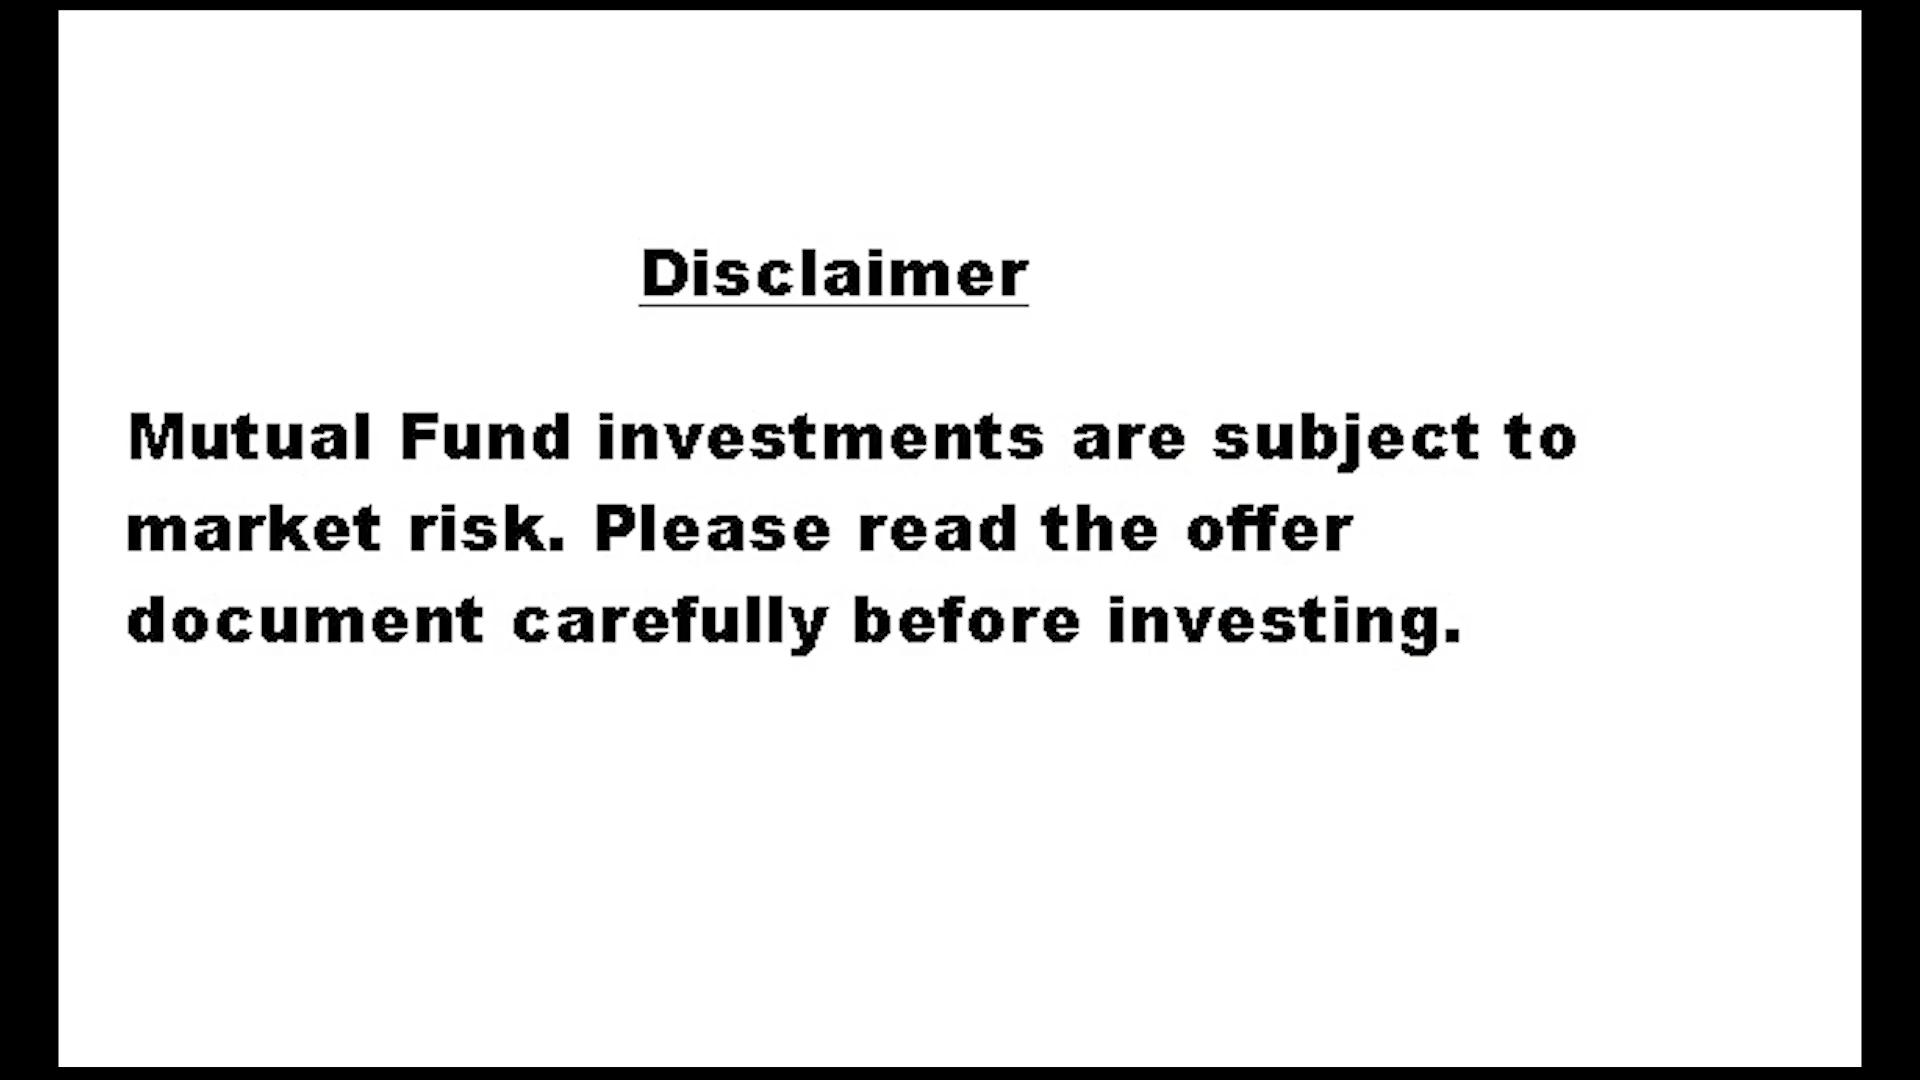 Disclaimer
Mutual Fund investments are subject to
market risk. Please read the offer
document carefully before investing.